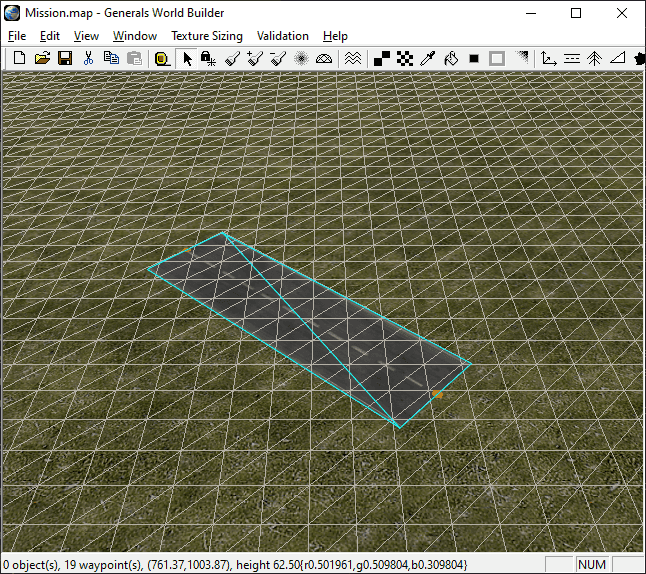 Mission.map - Generals World Builder
File Edit View Window Texture Sizing Validation Help
0 object(s), 19 waypoint(s), (761.37,1003.87), height 62.50{r0.501961,g0.509804,b0.309804} NUM